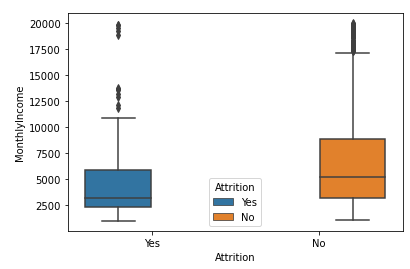 20000
17500
15000
12500
10000
7500
5000
2500
MonthlyIncome
Attrition
Yes
No
Yes
No
Attrition